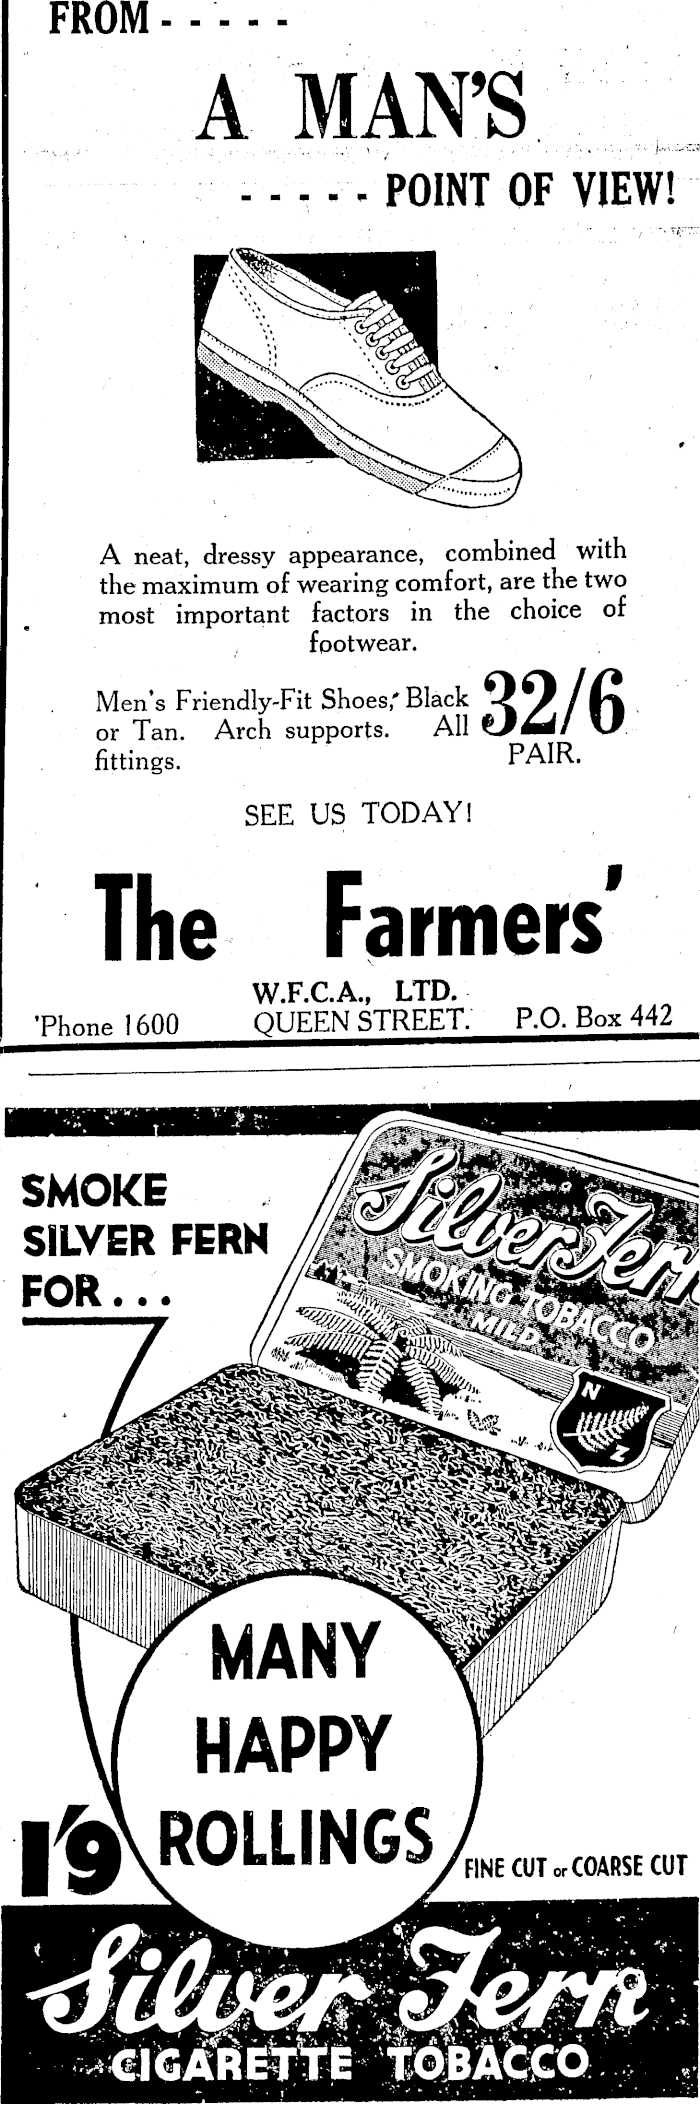 FROM - - - - -
A MAN'S
- - - - - POINT OF VIEW!
A neat, dressy appearance, combined with
the maximum of wearing comfort, are the two
most important factors in the choice of
footwear.
Men's Friendly-Fit Shoes, Black
or Tan. Arch supports. All
fittings.
32/6
PAIR.
SEE US TODAY!
The Farmers'
W.F.C.A., LTD.
'Phone 1600 QUEEN STREET. P.O. Box 442
SMOKE
SILVER FERN
FOR...
Silver Fern
SMOKING TOBACCO
MILD
N
Z
MANY
HAPPY
ROLLINGS
1'9
FINE CUT or COARSE CUT
Silver Fern
CIGARETTE TOBACCO